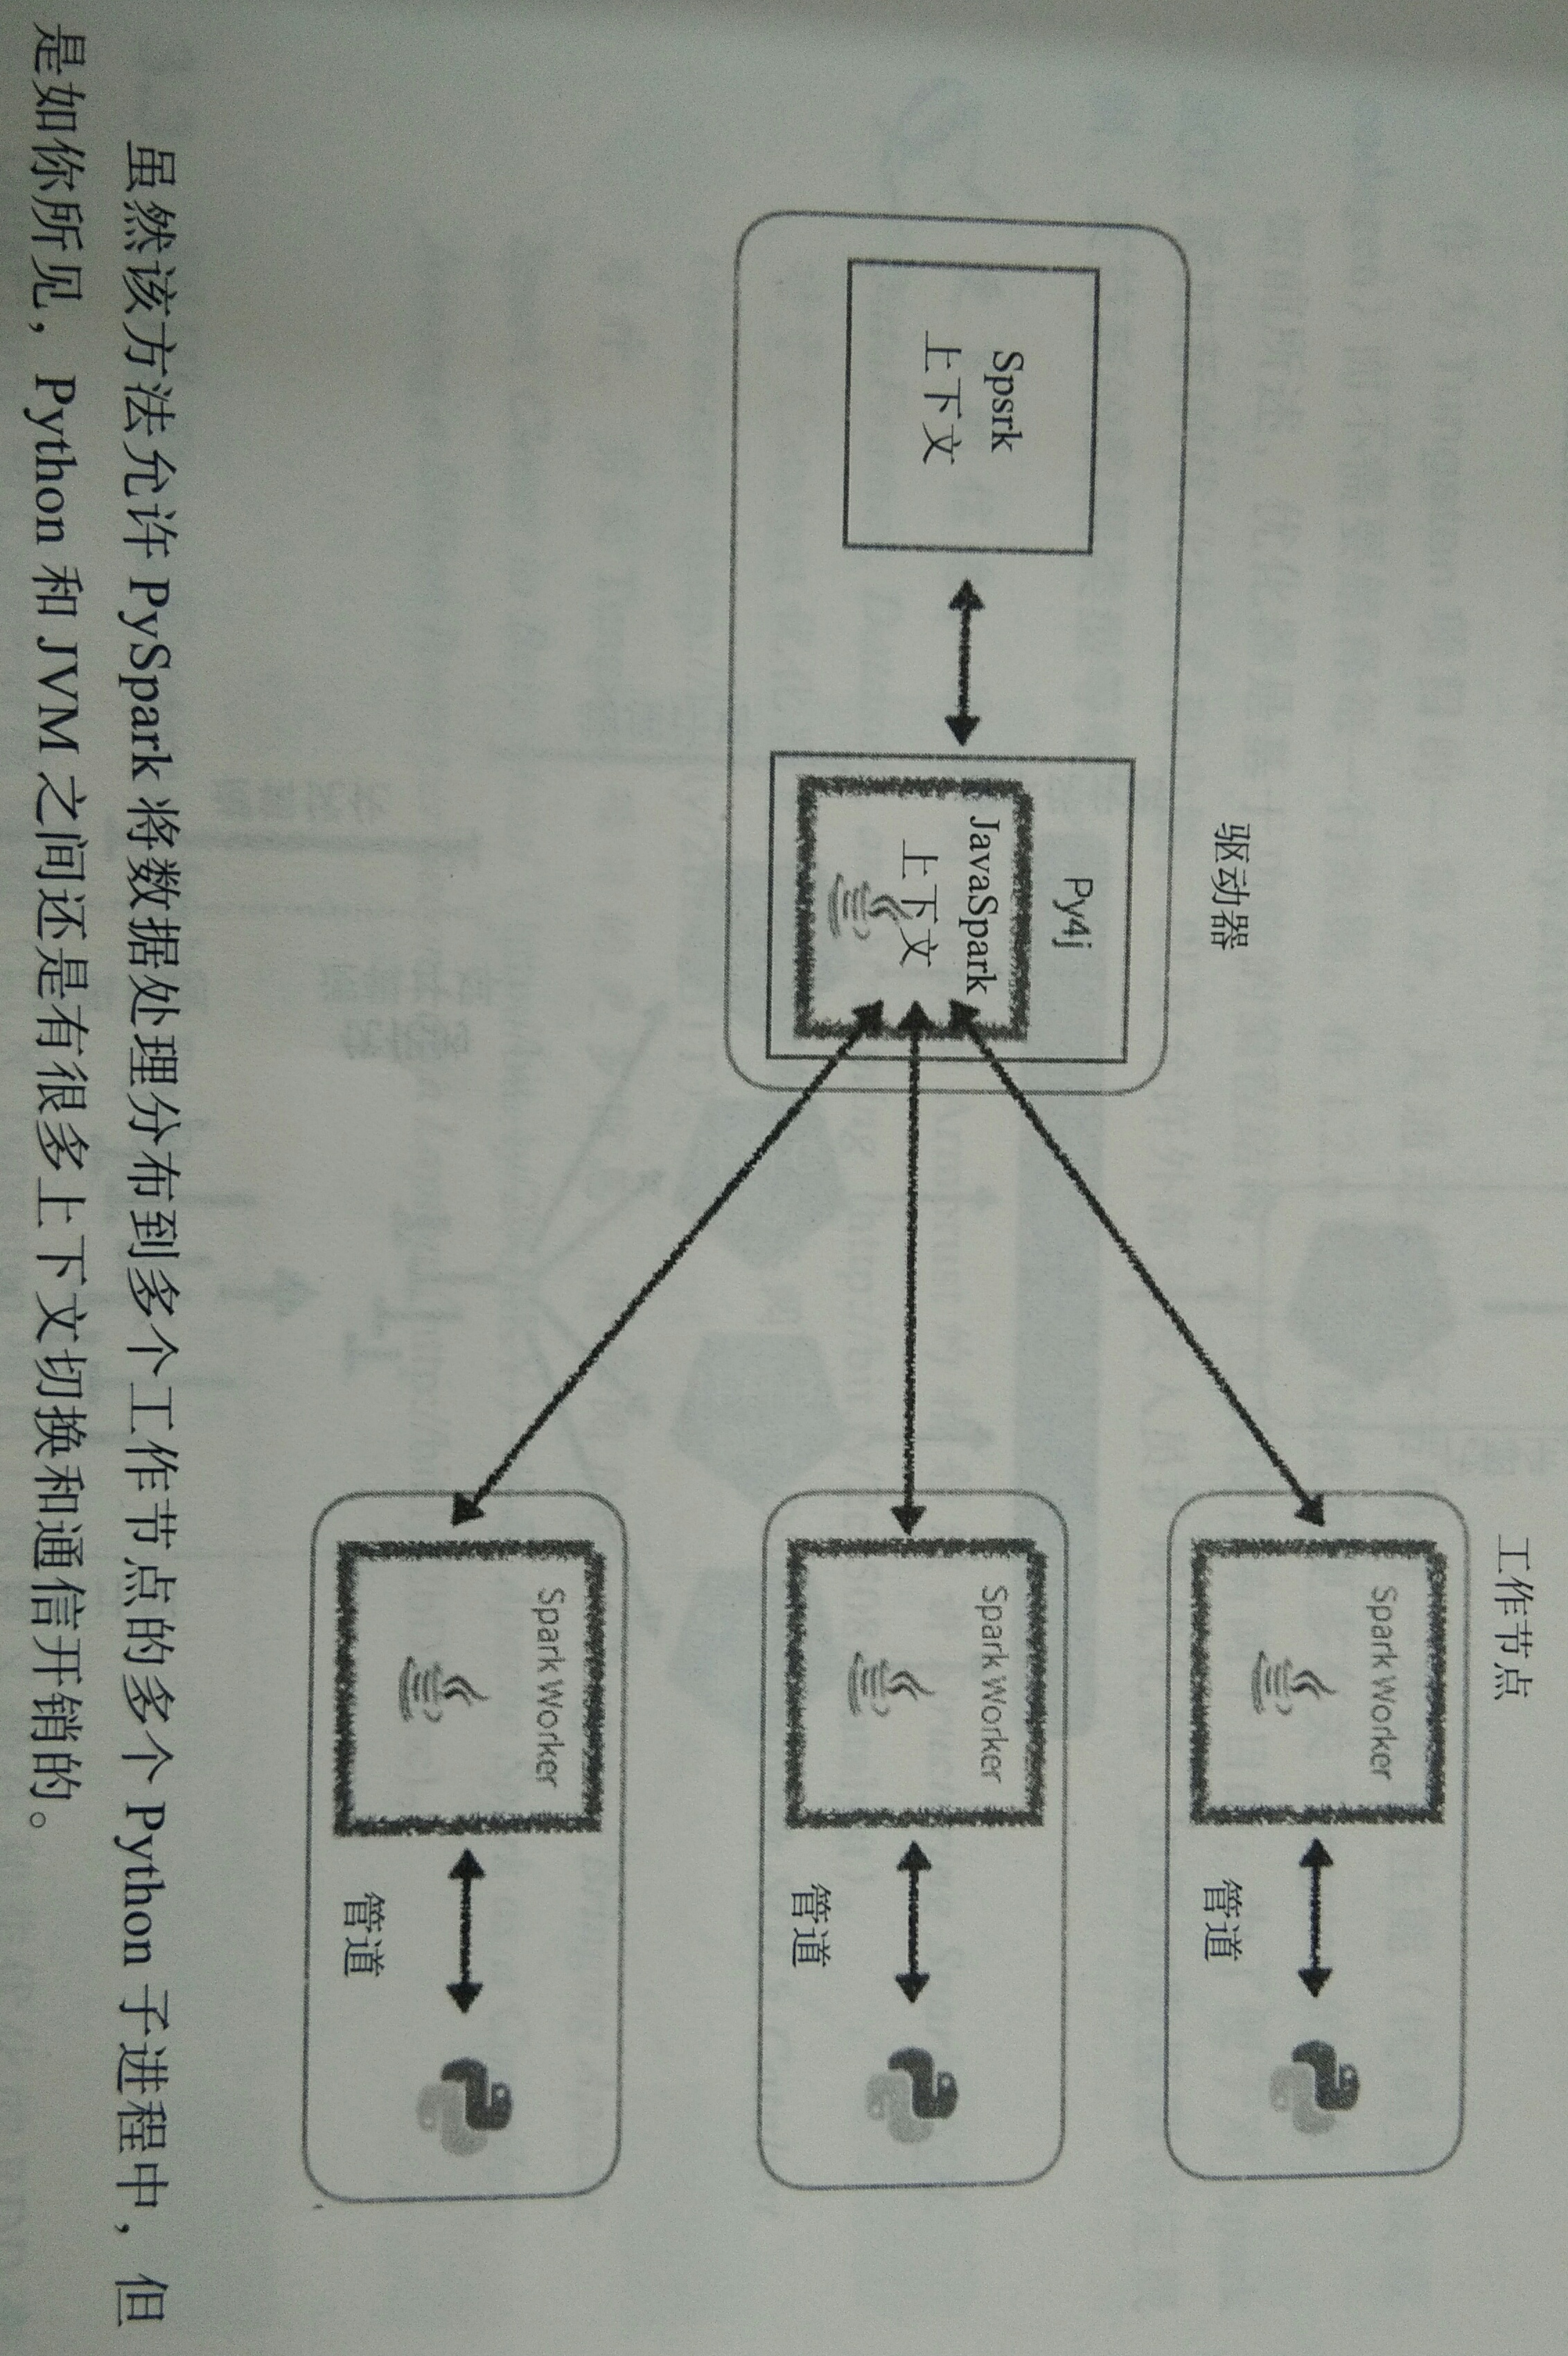 工作节点
Spark Worker
管道
驱动器
Py4j
Spsrk
上下文
JavaSpark
上下文
Spark Worker
管道
Spark Worker
管道
虽然该方法允许 PySpark 将数据处理分布到多个工作节点的多个 Python 子进程中，但
是如你所见，Python 和 JVM 之间还是有很多上下文切换和通信开销的。